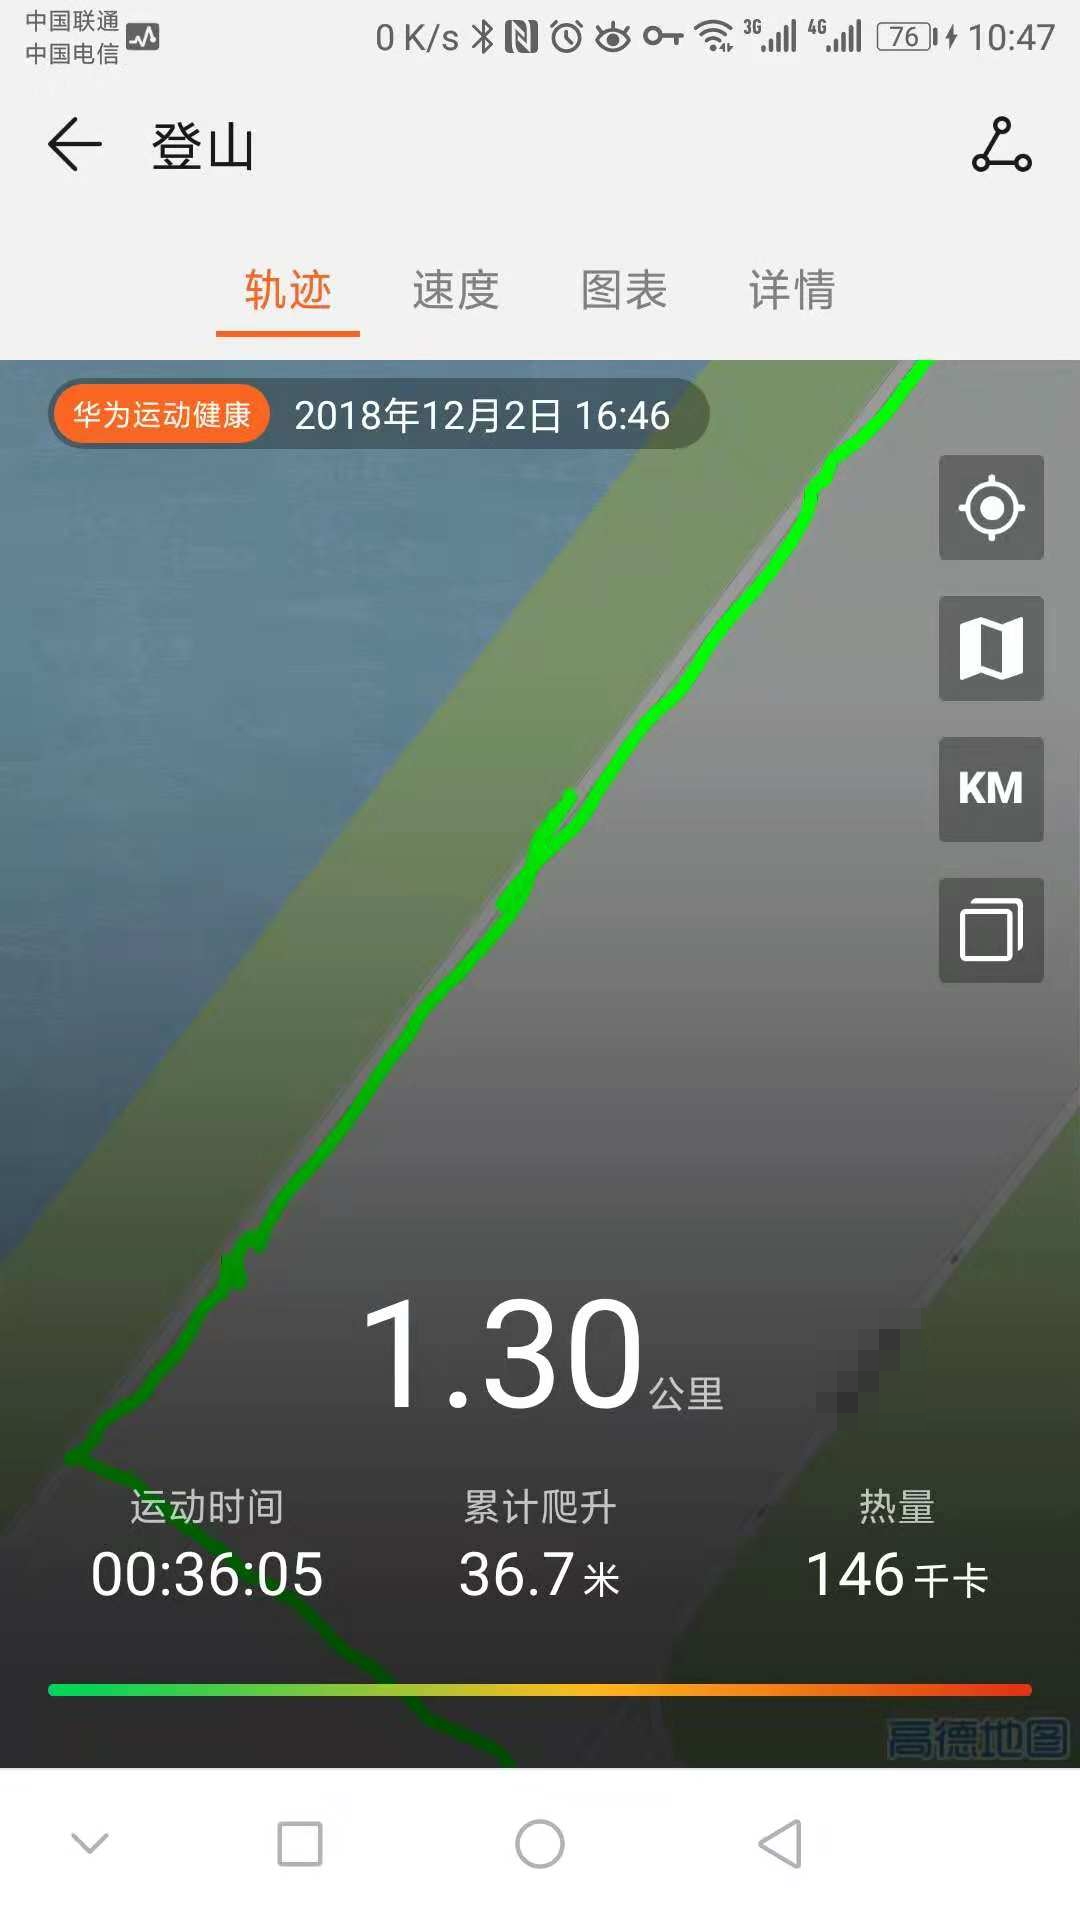 中国联通
中国电信
0 K/s 3G 4G 76 10:47
登山
轨迹 速度 图表 详情
华为运动健康 2018年12月2日 16:46
KM
1.30公里
运动时间 累计爬升 热量
00:36:05 36.7米 146千卡
高德地图